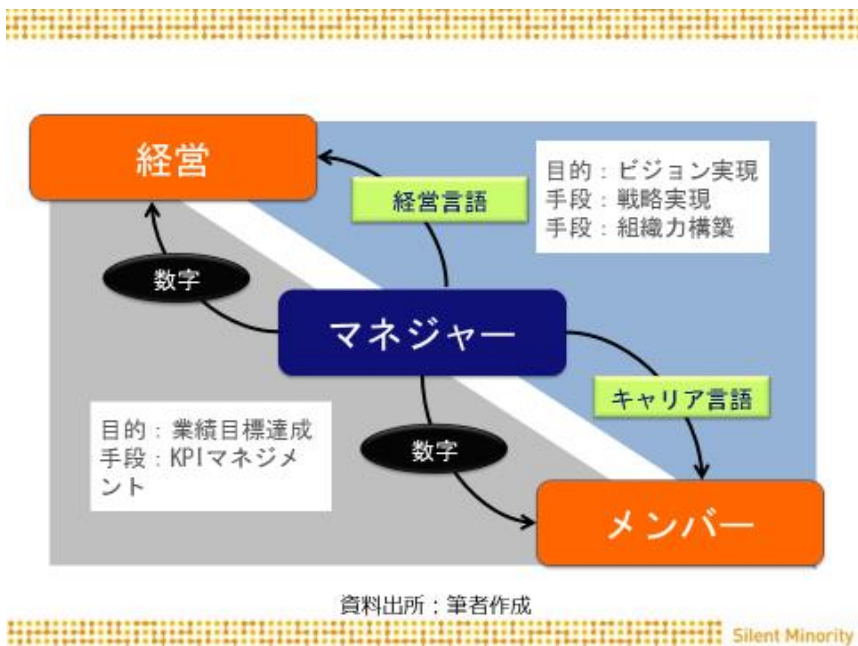 経営
経営言語
目的：ビジョン実現
手段：戦略実現
手段：組織力構築
数字
マネジャー
キャリア言語
目的：業績目標達成
手段：KPIマネジメ
ント
数字
メンバー
資料出所；筆者作成
Silent Minority